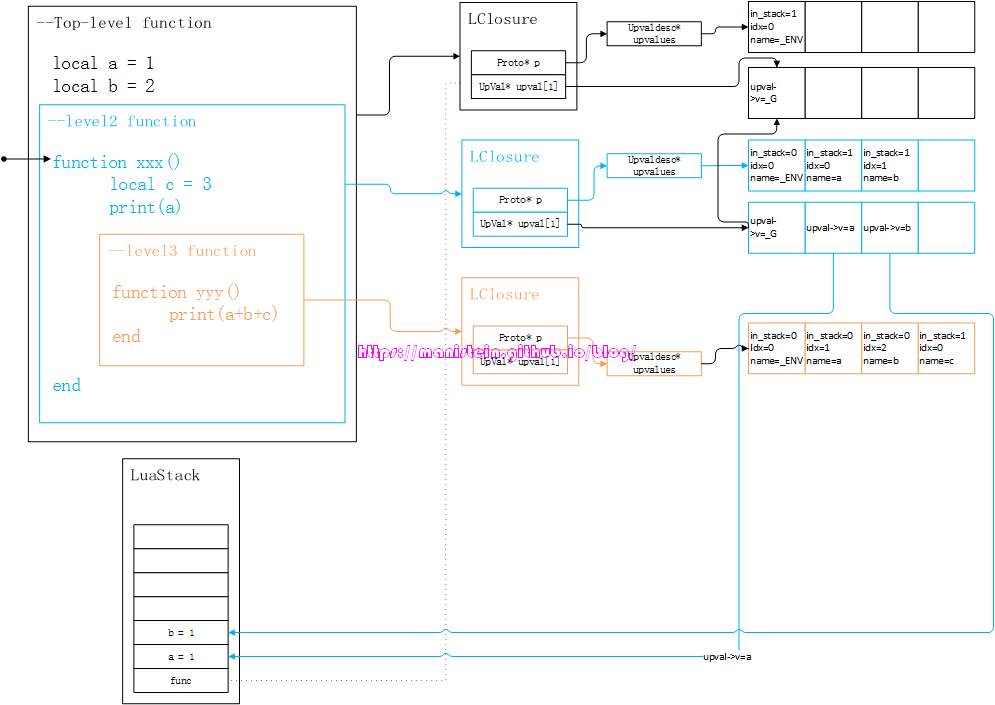 --Top-level function
local a = 1
local b = 2
--level2 function
function xxx()
local c = 3
print(a)
--level3 function
function yyy()
print(a+b+c)
end
end
LClosure
Proto* p
UpVal* upval[1]
Upvaldesc*
upvalues
in_stack=1
idx=0
name=_ENV
upval-
>v=_G
LClosure
Proto* p
UpVal* upval[1]
Upvaldesc*
upvalues
in_stack=0
idx=0
name=_ENV
in_stack=1
idx=0
name=a
in_stack=1
idx=1
name=b
upval-
>v=_G
upval->v=a
upval->v=b
LClosure
Proto* p
UpVal* upval[1]
https://manistein.github.io/blog/
Upvaldesc*
upvalues
in_stack=0
Idx=0
name=_ENV
in_stack=0
idx=1
name=a
in_stack=0
idx=2
name=b
in_stack=1
idx=0
name=c
LuaStack
b = 1
a = 1
func
upval->v=a